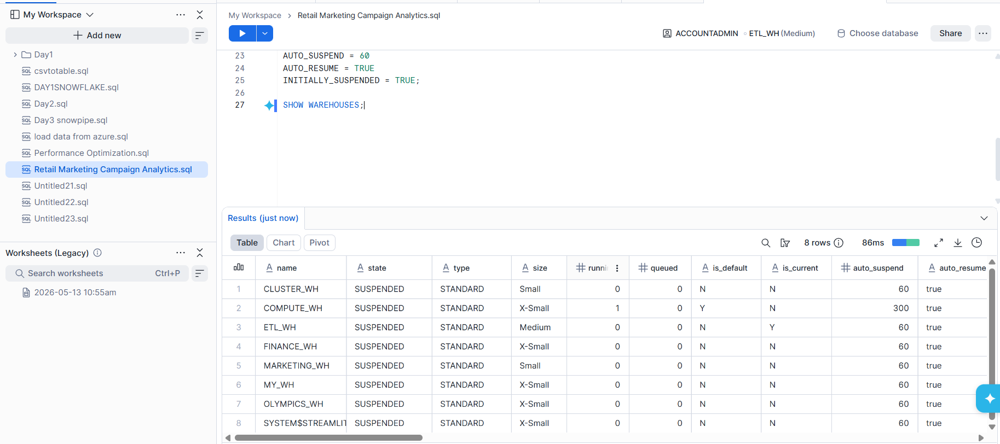 My Workspace
Add new
Day1
csvtotable.sql
DAY1SNOWFLAKE.sql
Day2.sql
Day3 snowpipe.sql
load data from azure.sql
Performance Optimization.sql
Retail Marketing Campaign Analytics.sql
Untitled21.sql
Untitled22.sql
Untitled23.sql
Worksheets (Legacy)
Search worksheets Ctrl+P
2026-05-13 10:55am
My Workspace > Retail Marketing Campaign Analytics.sql
ACCOUNTADMIN ETL_WH (Medium) Choose database Share
23 AUTO_SUSPEND = 60
24 AUTO_RESUME = TRUE
25 INITIALLY_SUSPENDED = TRUE;
26
27 SHOW WAREHOUSES;
Results (just now)
Table Chart Pivot 8 rows 86ms
name state type size runni queued is_default is_current auto_suspend auto_resume
1 CLUSTER_WH SUSPENDED STANDARD Small 0 0 N N 60 true
2 COMPUTE_WH SUSPENDED STANDARD X-Small 1 0 Y N 300 true
3 ETL_WH SUSPENDED STANDARD Medium 0 0 N Y 60 true
4 FINANCE_WH SUSPENDED STANDARD X-Small 0 0 N N 60 true
5 MARKETING_WH SUSPENDED STANDARD Small 0 0 N N 60 true
6 MY_WH SUSPENDED STANDARD X-Small 0 0 N N 60 true
7 OLYMPICS_WH SUSPENDED STANDARD X-Small 0 0 N N 60 true
8 SYSTEM$STREAMLIT SUSPENDED STANDARD X-Small 0 0 N N 60 true